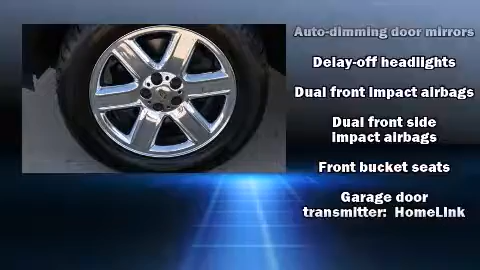 Auto-dimming door mirrors
Delay-off headlights
Dual front impact airbags
Dual front side
impact airbags
Front bucket seats
Garage door
transmitter: HomeLink